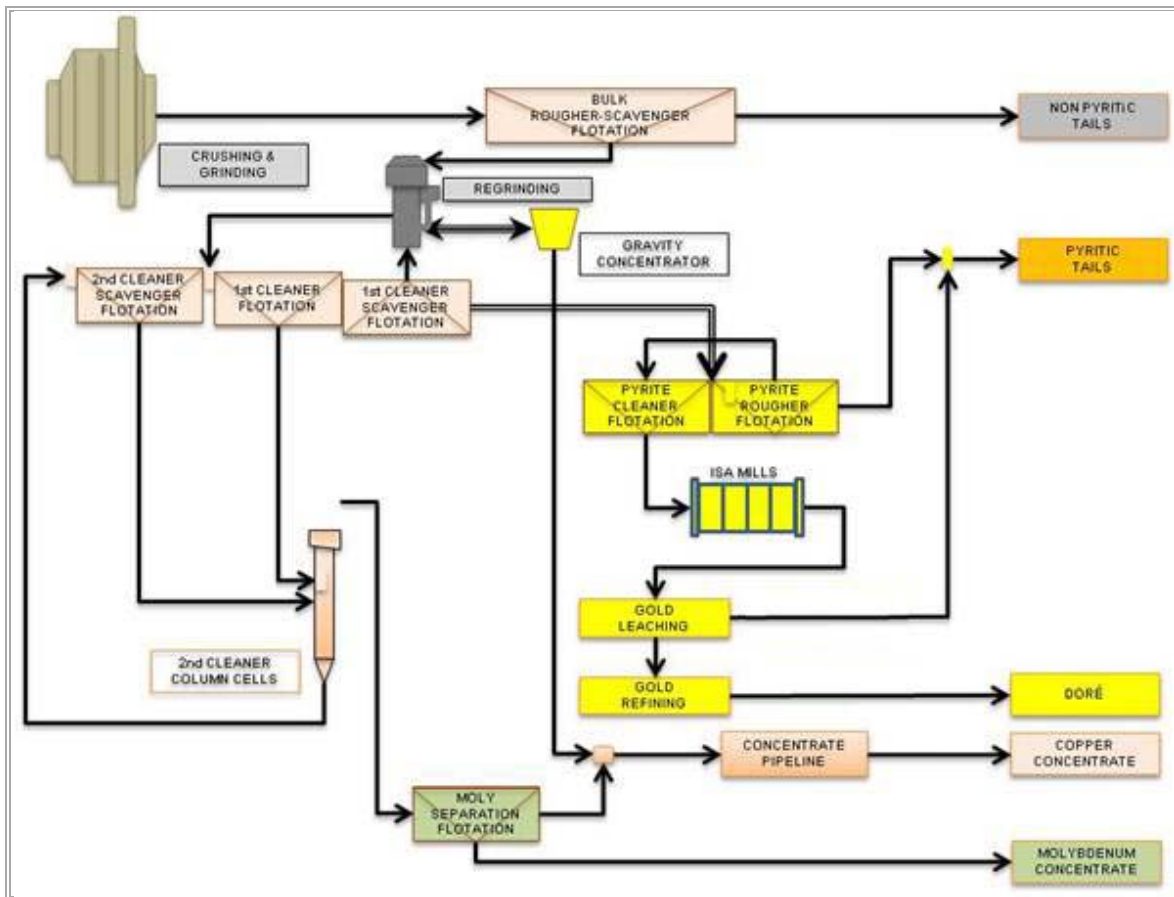 BULK
ROUGHER-SCAVENGER
FLOTATION
NON PYRITIC
TAILS
CRUSHING &
GRINDING
REGRINDING
GRAVITY
CONCENTRATOR
PYRITIC
TAILS
2nd CLEANER
SCAVENGER
FLOTATION
1st CLEANER
FLOTATION
1st CLEANER
SCAVENGER
FLOTATION
PYRITE
CLEANER
FLOTATION
PYRITE
ROUGHER
FLOTATION
ISA MILLS
GOLD
LEACHING
2nd CLEANER
COLUMN CELLS
GOLD
REFINING
DORÉ
CONCENTRATE
PIPELINE
COPPER
CONCENTRATE
MOLY
SEPARATION
FLOTATION
MOLYBDENUM
CONCENTRATE